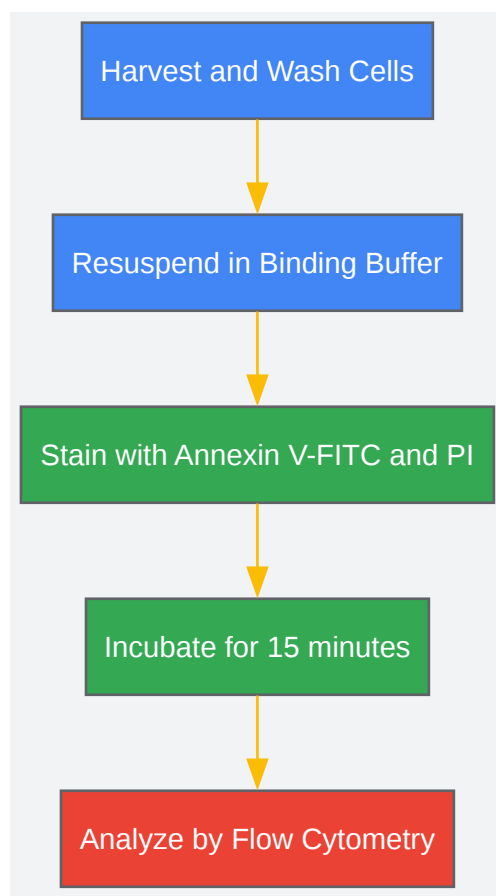 Harvest and Wash Cells
Resuspend in Binding Buffer
Stain with Annexin V-FITC and PI
Incubate for 15 minutes
Analyze by Flow Cytometry